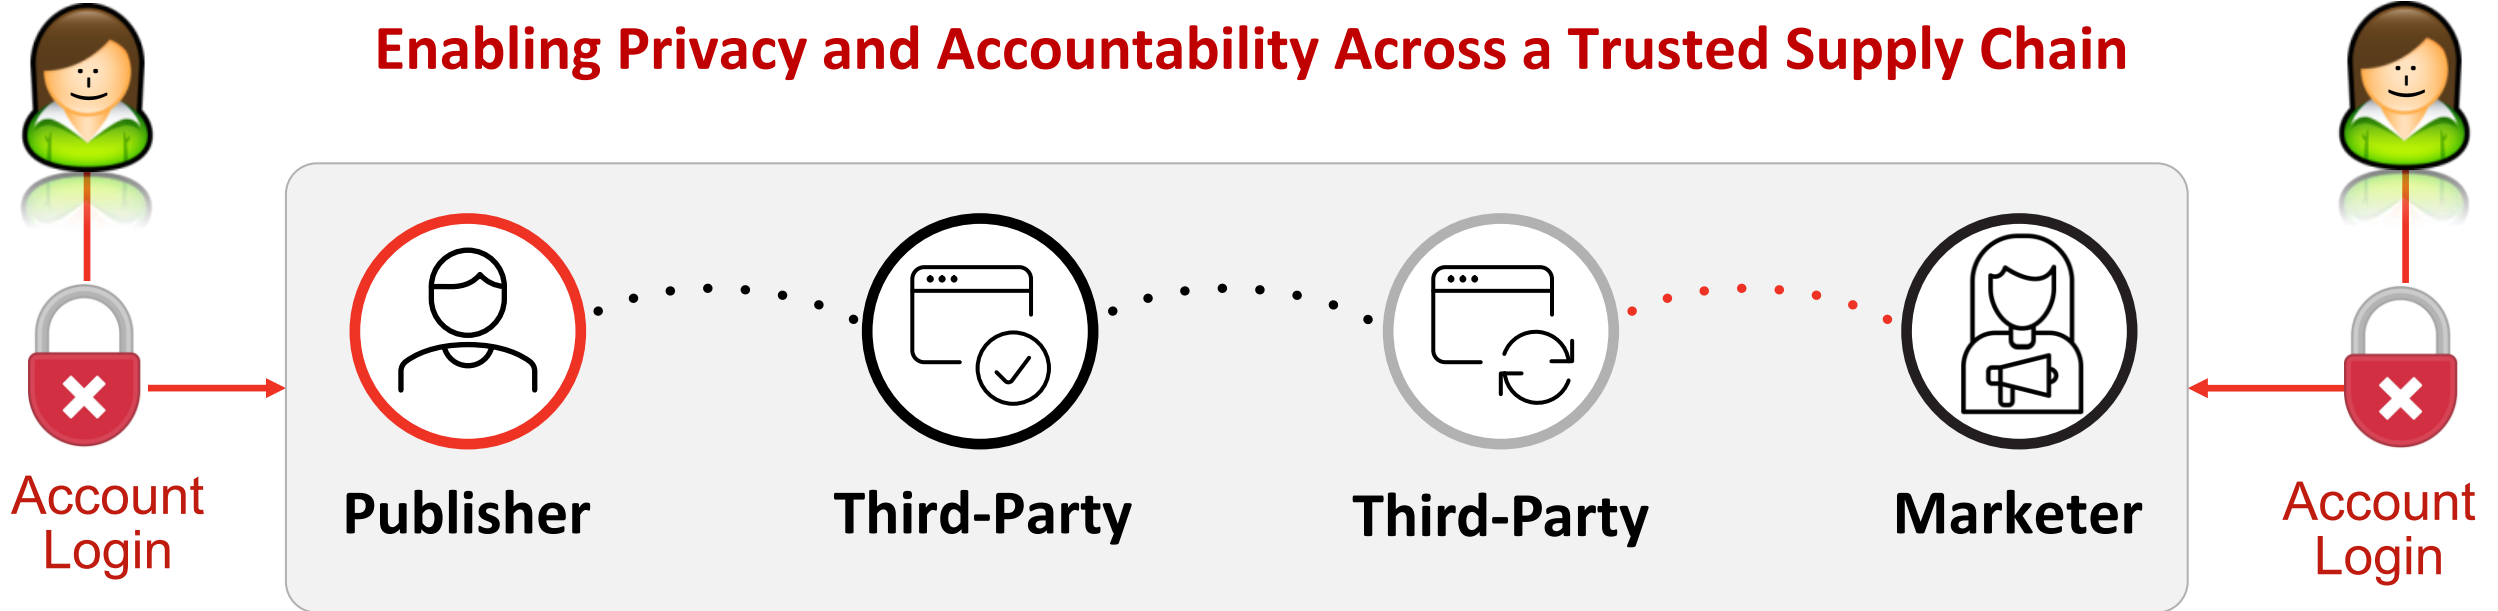 Enabling Privacy and Accountability Across a Trusted Supply Chain
Publisher
Third-Party
Third-Party
Marketer
Account
Login
Account
Login